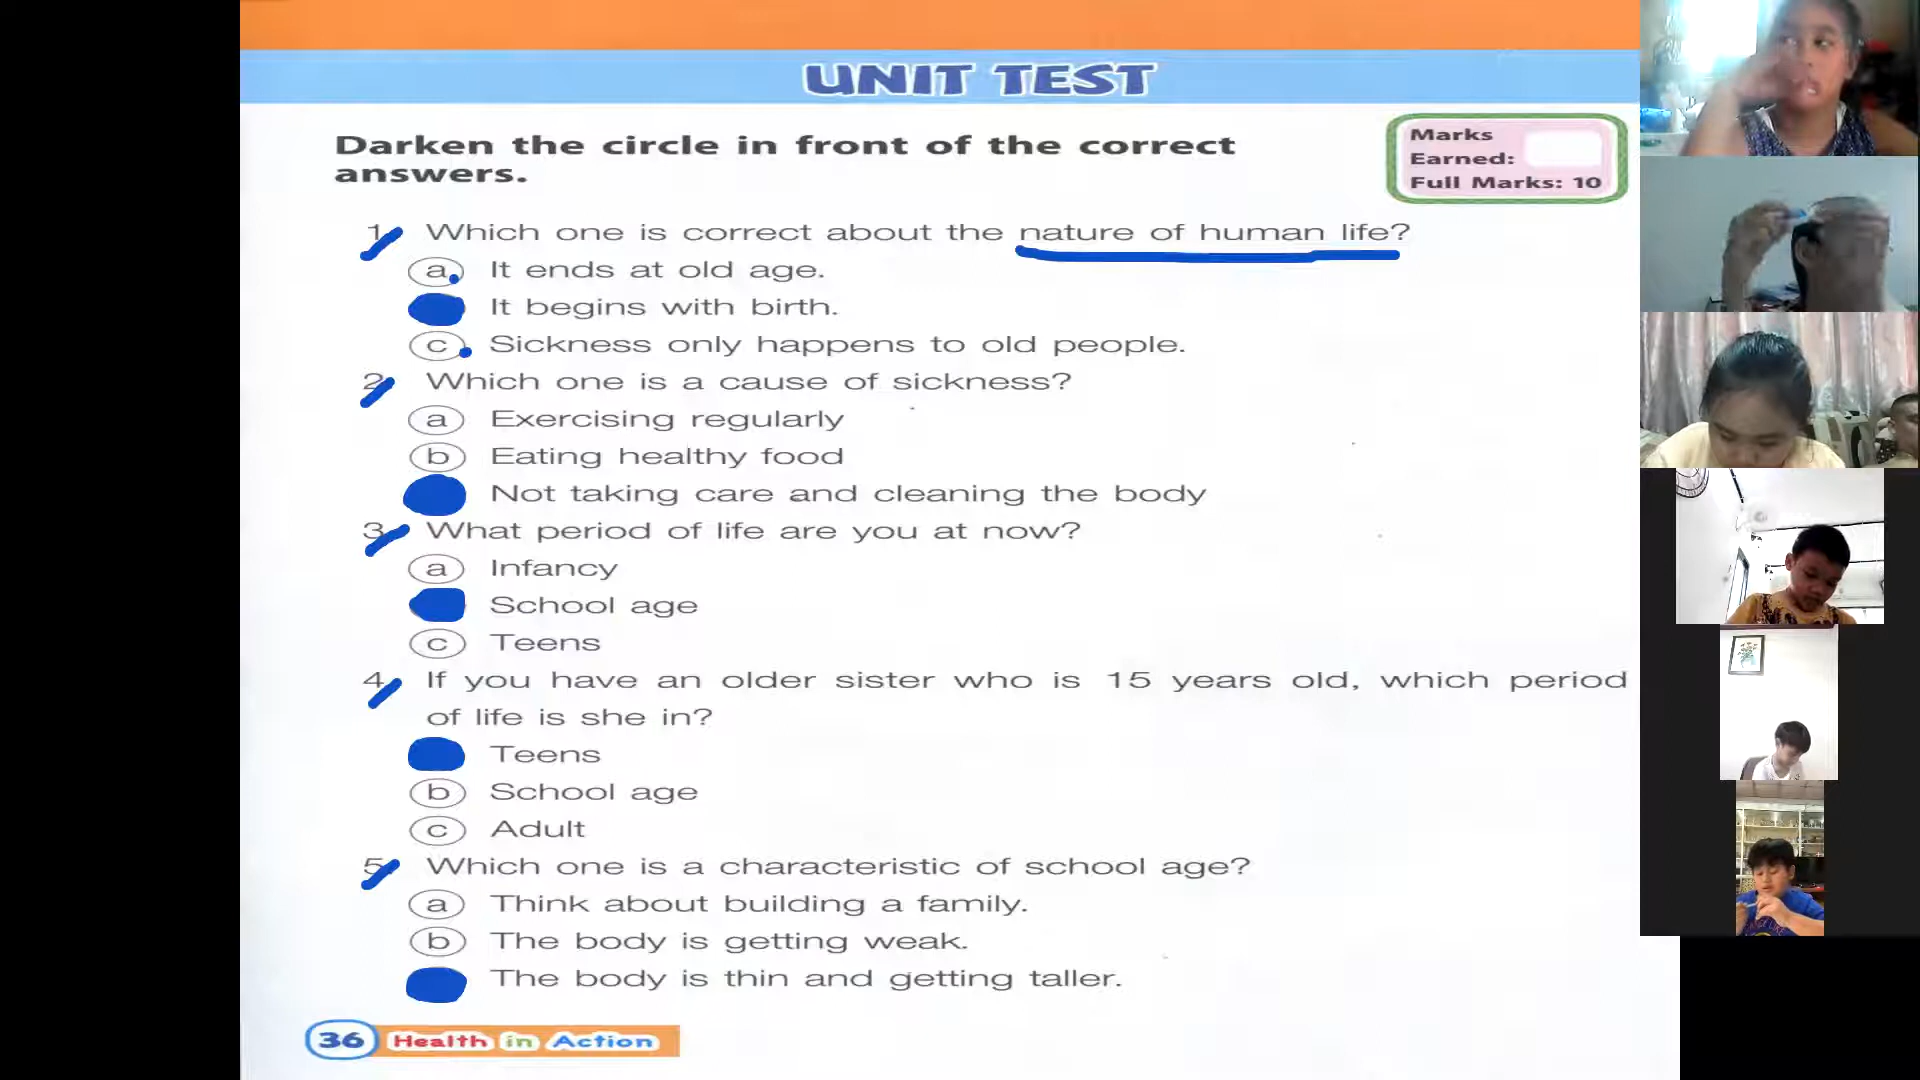 UNIT TEST
Darken the circle in front of the correct
answers.
Marks
Earned:
Full Marks: 10
1. Which one is correct about the nature of human life?
a. It ends at old age.
It begins with birth.
c. Sickness only happens to old people.
2. Which one is a cause of sickness?
a Exercising regularly
b Eating healthy food
Not taking care and cleaning the body
3. What period of life are you at now?
a Infancy
School age
c Teens
4. If you have an older sister who is 15 years old, which period
of life is she in?
Teens
b School age
c Adult
5. Which one is a characteristic of school age?
a Think about building a family.
b The body is getting weak.
The body is thin and getting taller.
36 Health in Action